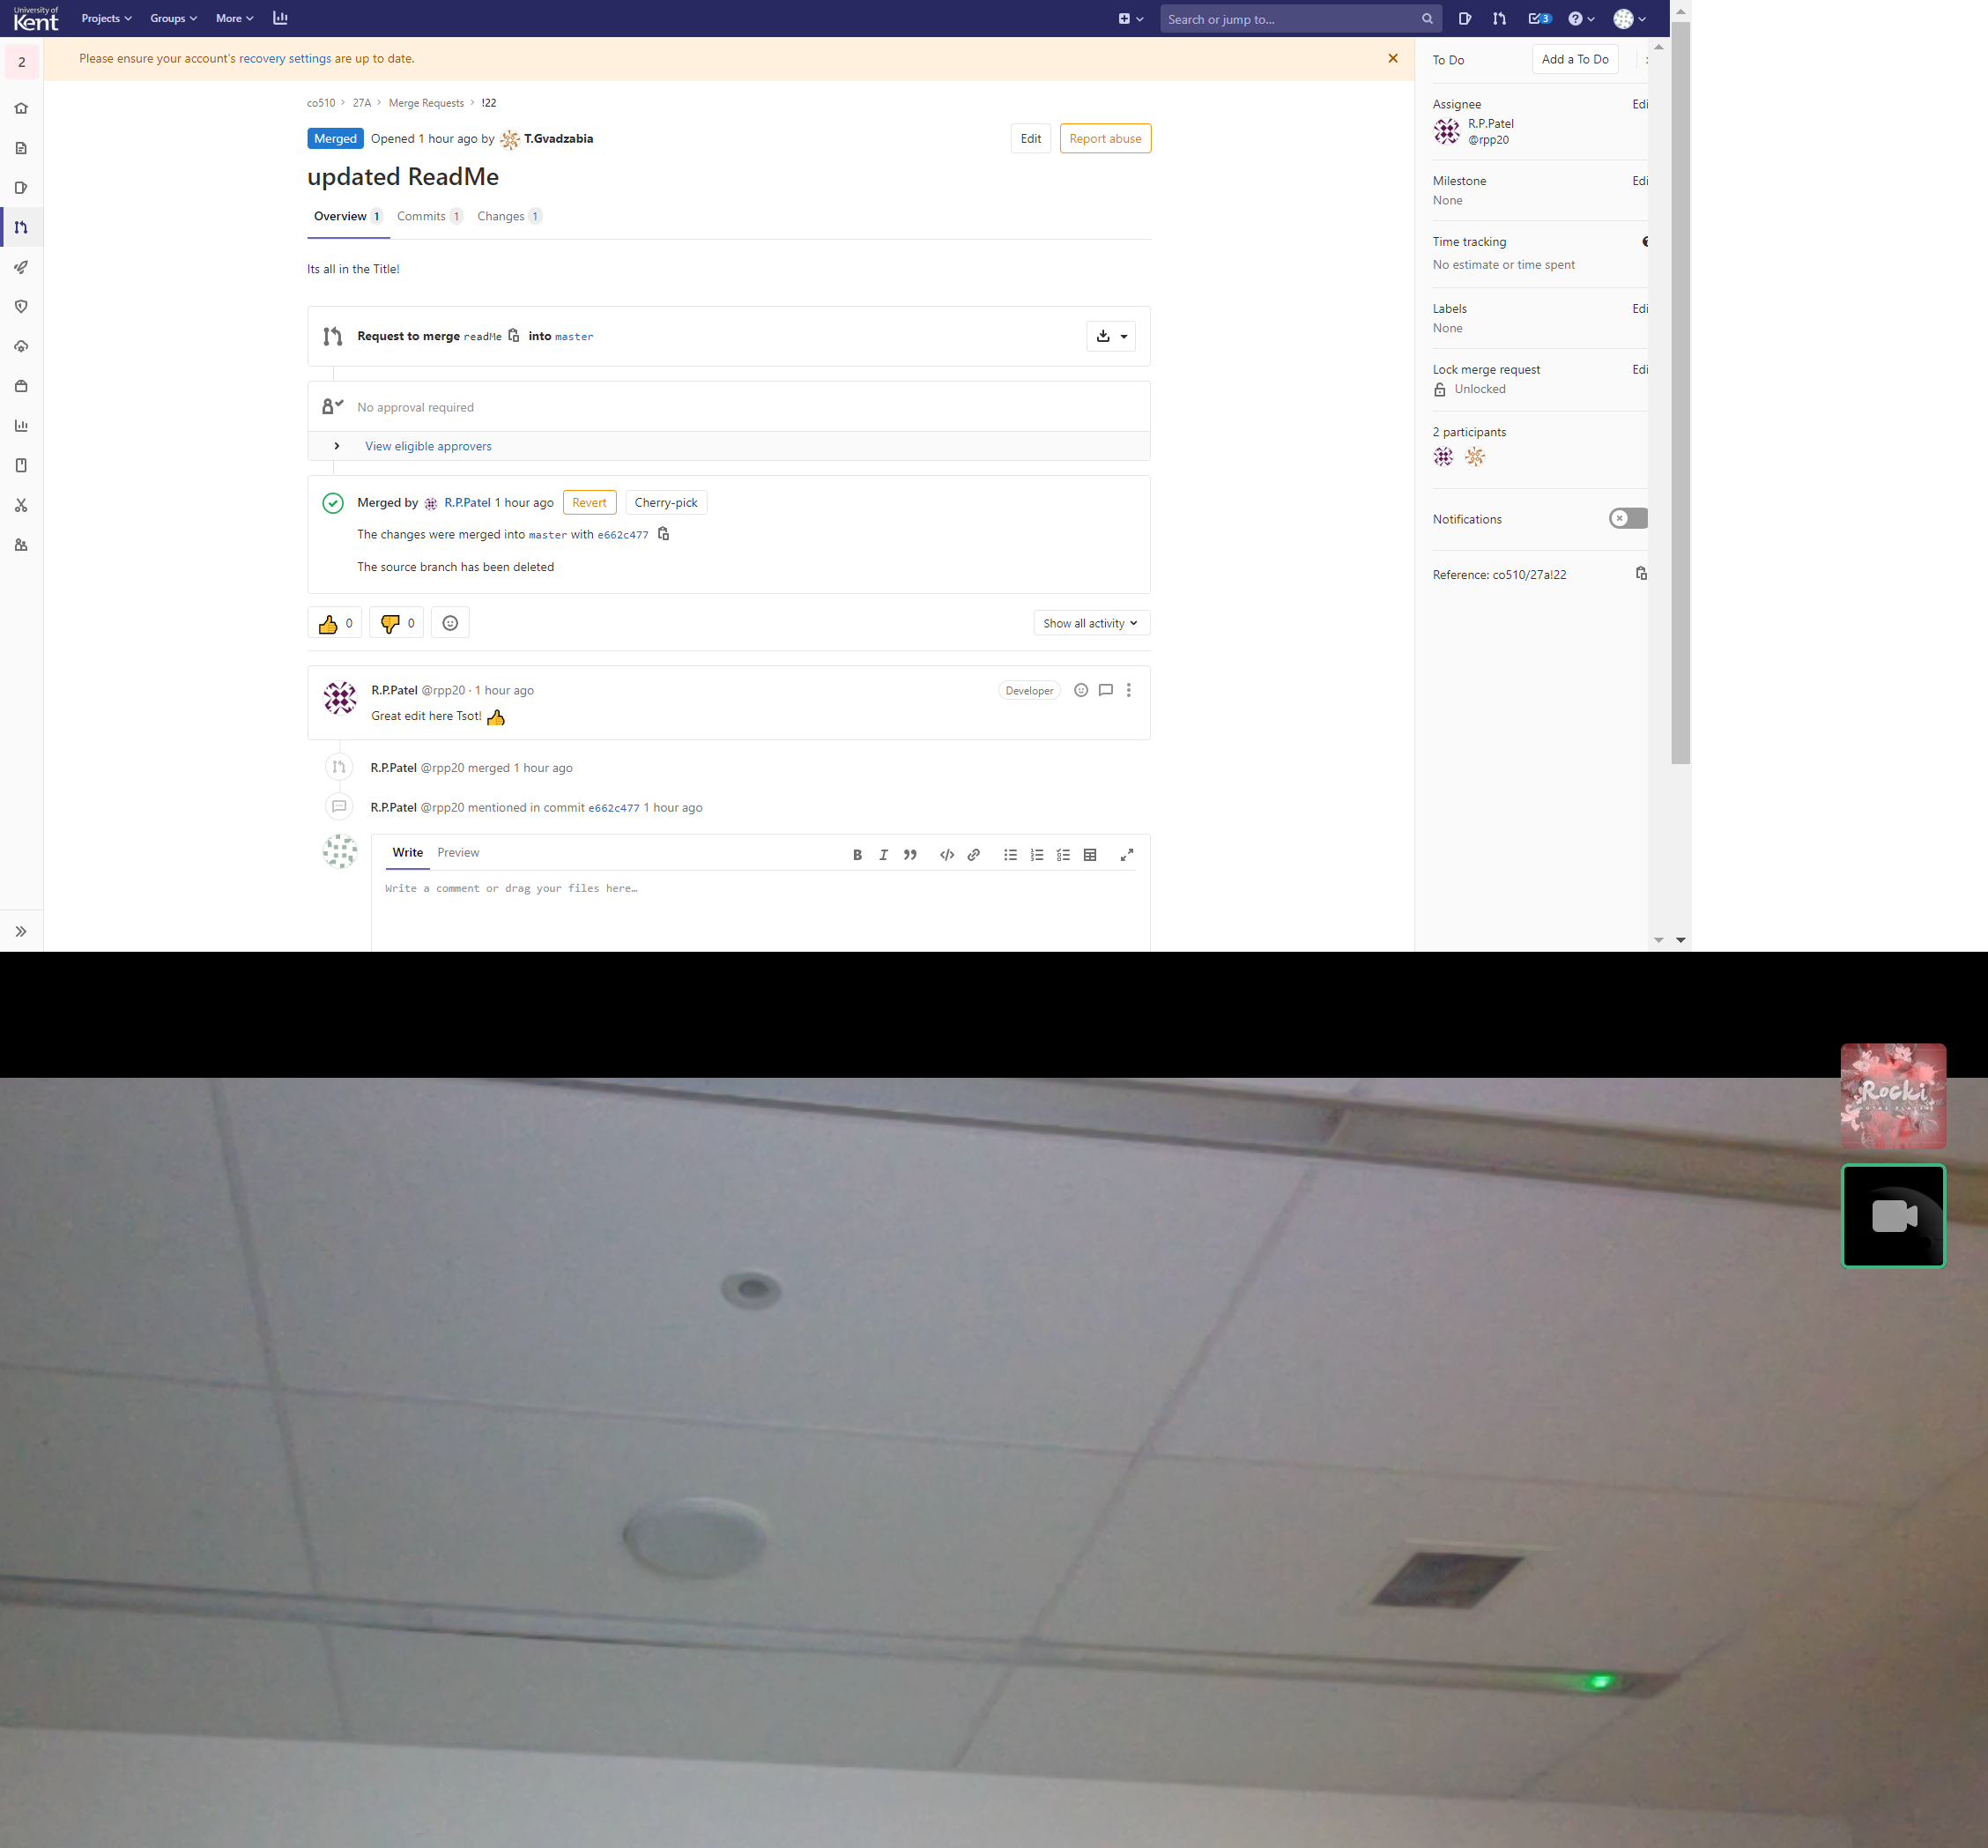 University of
Kent
Projects
Groups
More
Search or jump to...
3
2
Please ensure your account's recovery settings are up to date.
co510 > 27A > Merge Requests > !22
Merged Opened 1 hour ago by T.Gvadzabia
Edit
Report abuse
updated ReadMe
Overview 1
Commits 1
Changes 1
Its all in the Title!
Request to merge readMe into master
No approval required
View eligible approvers
Merged by R.P.Patel 1 hour ago
Revert
Cherry-pick
The changes were merged into master with e662c477
The source branch has been deleted
0
0
Show all activity
R.P.Patel @rpp20 · 1 hour ago
Developer
Great edit here Tsot!
R.P.Patel @rpp20 merged 1 hour ago
R.P.Patel @rpp20 mentioned in commit e662c477 1 hour ago
Write
Preview
Write a comment or drag your files here…
To Do
Add a To Do
Assignee
Edi
R.P.Patel
@rpp20
Milestone
Edi
None
Time tracking
No estimate or time spent
Labels
Edi
None
Lock merge request
Edi
Unlocked
2 participants
Notifications
Reference: co510/27a!22
Rocki